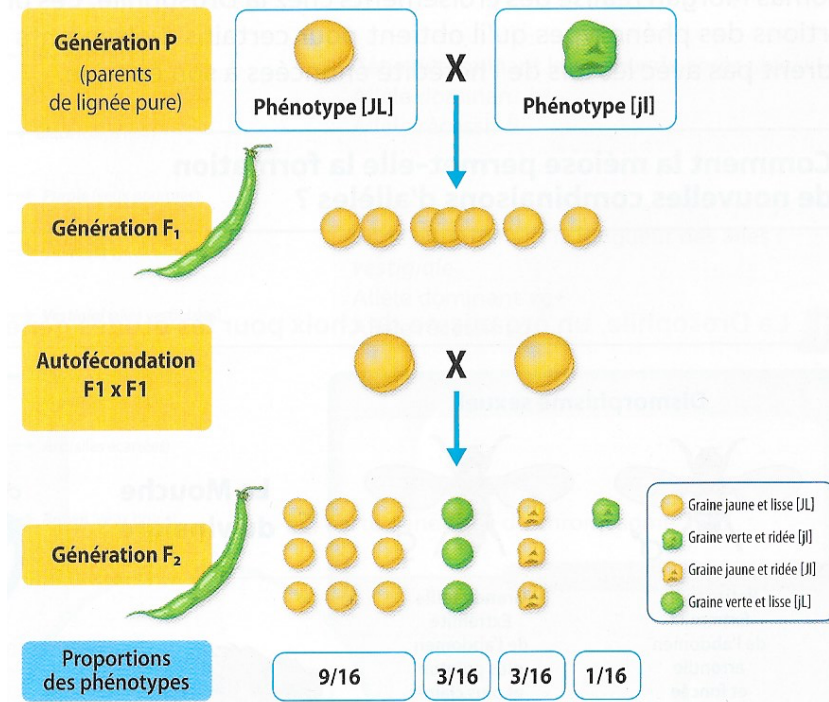 Génération P
(parents
de lignée pure)
Phénotype [JL]
X
Phénotype [jl]
Génération F₁
Autofécondation
F1 x F1
X
Génération F₂
Graine jaune et lisse [JL]
Graine verte et ridée [jl]
Graine jaune et ridée [Jl]
Graine verte et lisse [jL]
Proportions
des phénotypes
9/16
3/16
3/16
1/16